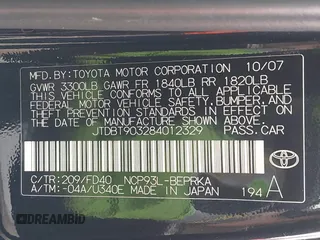 MFD.BY:TOYOTA MOTOR CORPORATION 10/07
GVWR 3300LB GAWR FR 1840LB RR 1820LB
THIS VEHICLE CONFORMS TO ALL APPLICABLE
FEDERAL MOTOR VEHICLE SAFETY, BUMPER, AND
THEFT PREVENTION STANDARDS IN EFFECT ON
THE DATE OF MANUFACTURE SHOWN ABOVE.
JTDBT903284012329 PASS.CAR
C/TR:209/FD40 NCP93L-BEPRKA
A/TM:-04A/U340E MADE IN JAPAN 194 A
TOYOTA
DREAMBID